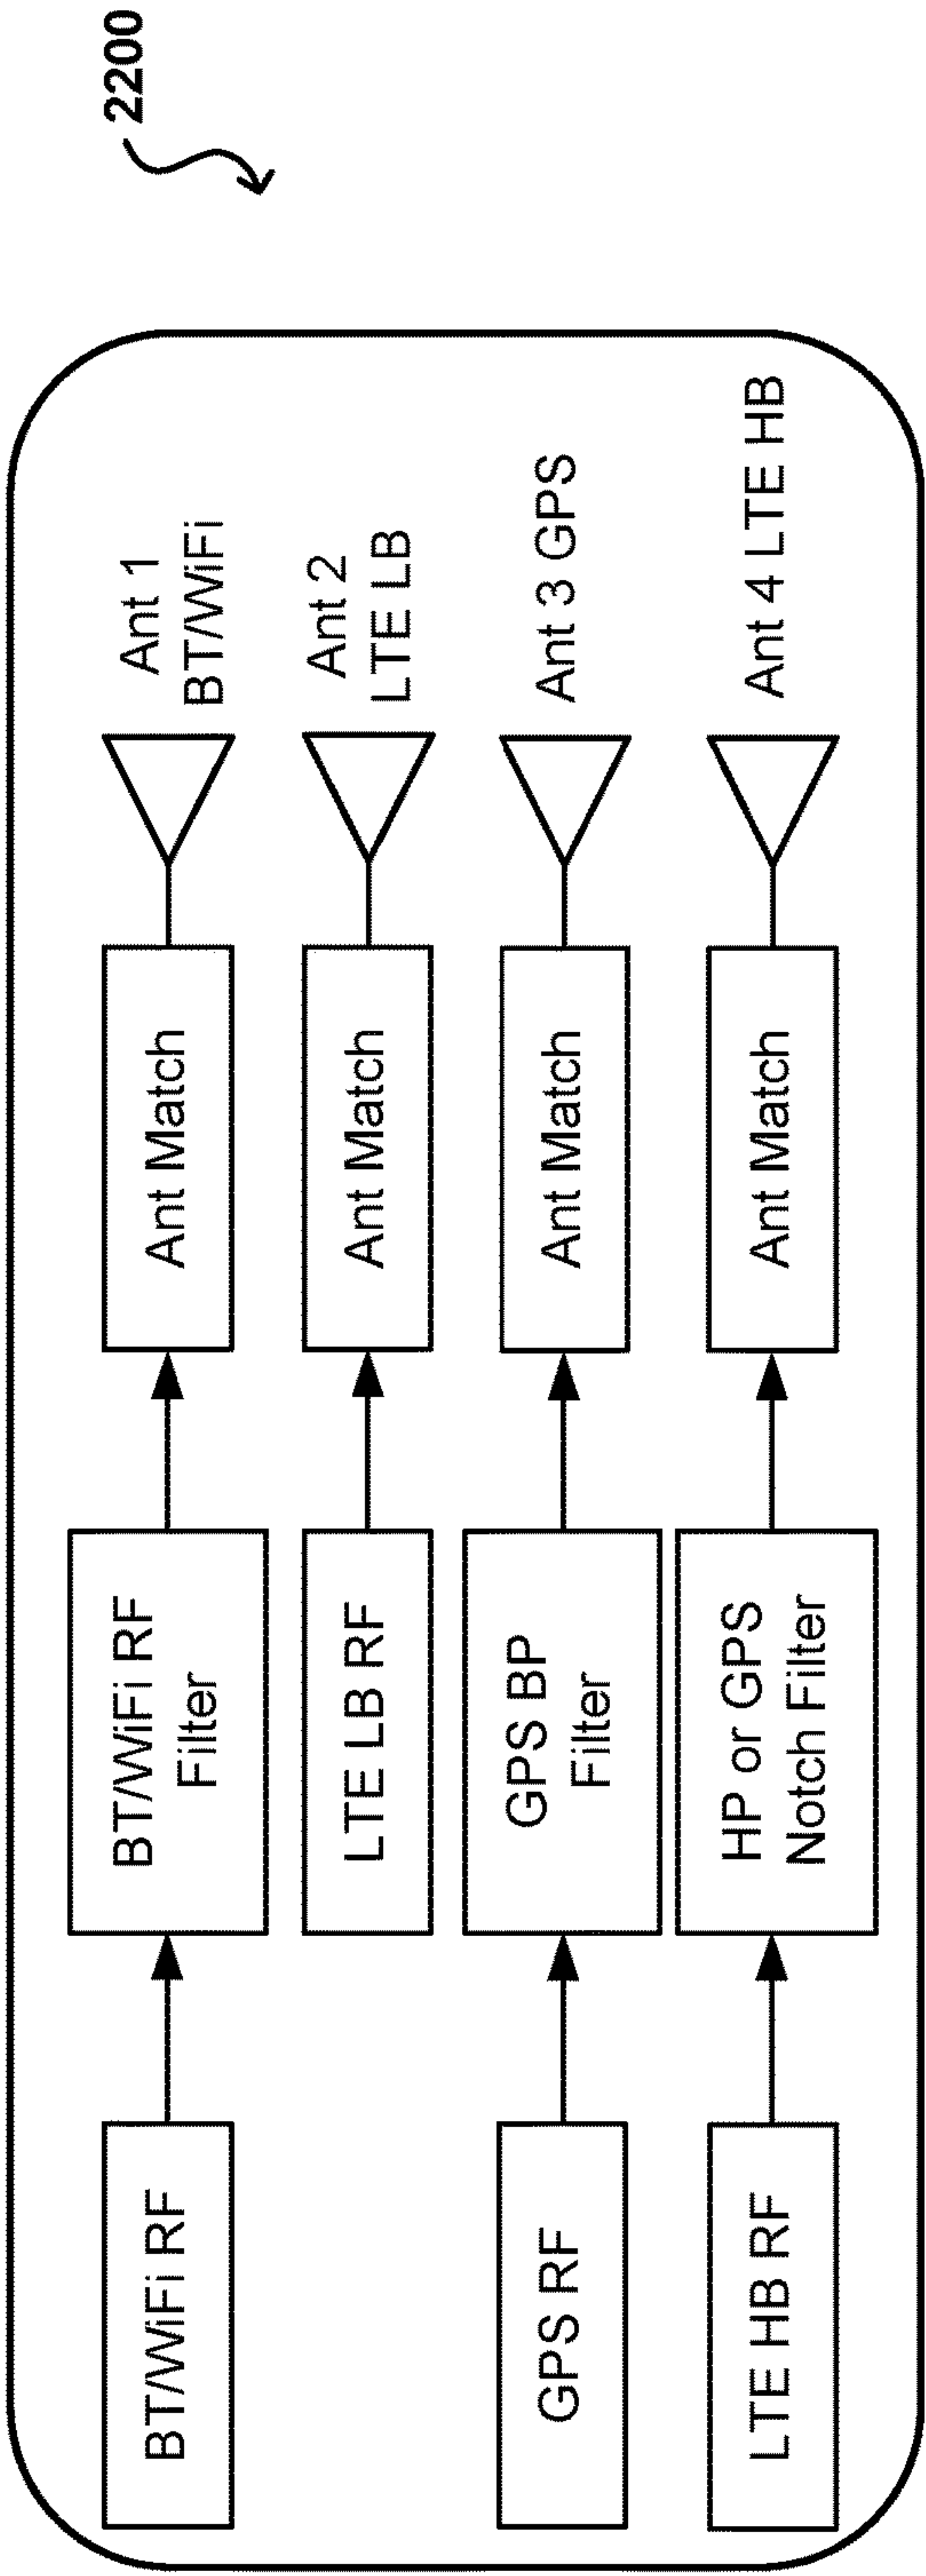 2200
BT/WiFi RF
BT/WiFi RF
Filter
Ant Match
Ant 1
BT/WiFi
LTE LB RF
Ant Match
Ant 2
LTE LB
GPS RF
GPS BP
Filter
Ant Match
Ant 3 GPS
LTE HB RF
HP or GPS
Notch Filter
Ant Match
Ant 4 LTE HB